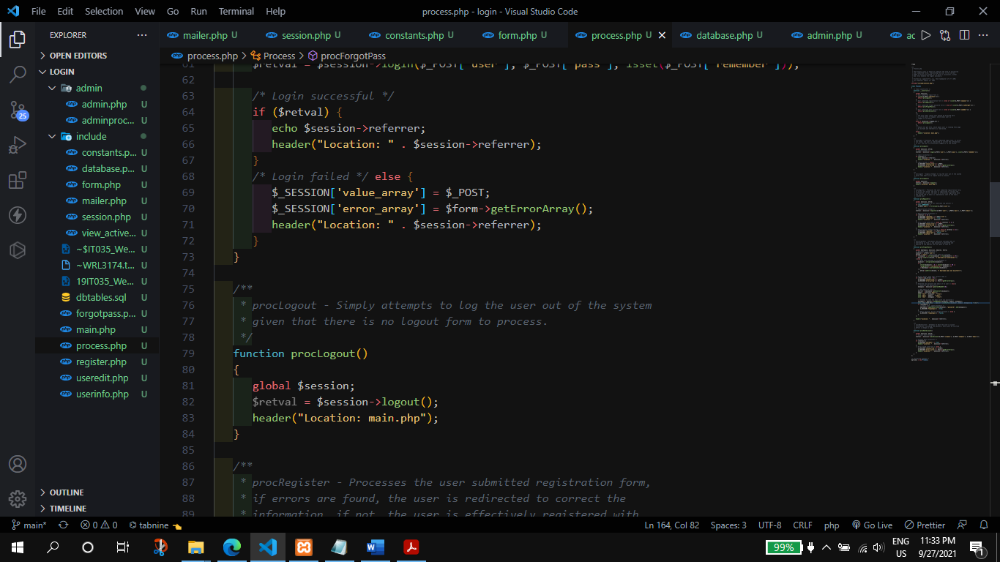 File Edit Selection View Go Run Terminal Help process.php - login - Visual Studio Code
EXPLORER
mailer.php U session.php U constants.php U form.php U process.php U database.php U admin.php U
process.php > Process > procForgotPass
OPEN EDITORS
LOGIN
admin
admin.php U
adminproc... U
include
constants.p... U
database.p... U
form.php U
mailer.php U
session.php U
view_active... U
~$IT035_We... U
~WRL3174.t... U
19IT035_We... U
dbtables.sql U
forgotpass.p... U
main.php U
process.php U
register.php U
useredit.php U
userinfo.php U
OUTLINE
TIMELINE
25
61 $retval = $session->login($_POST['user'], $_POST['pass'], isset($_POST['remember']));
62
63 /* Login successful */
64 if ($retval) {
65 echo $session->referrer;
66 header("Location: " . $session->referrer);
67 }
68 /* Login failed */ else {
69 $_SESSION['value_array'] = $_POST;
70 $_SESSION['error_array'] = $form->getErrorArray();
71 header("Location: " . $session->referrer);
72 }
73 }
74
75 /**
76 * procLogout - Simply attempts to log the user out of the system
77 * given that there is no logout form to process.
78 */
79 function procLogout()
80 {
81 global $session;
82 $retval = $session->logout();
83 header("Location: main.php");
84 }
85
86 /**
87 * procRegister - Processes the user submitted registration form,
88 * if errors are found, the user is redirected to correct the
89 * information, if not, the user is effectively registered with
main* 0 0 tabnine Ln 164, Col 82 Spaces: 3 UTF-8 CRLF php Go Live Prettier
99% ENG US 11:33 PM 9/27/2021 1